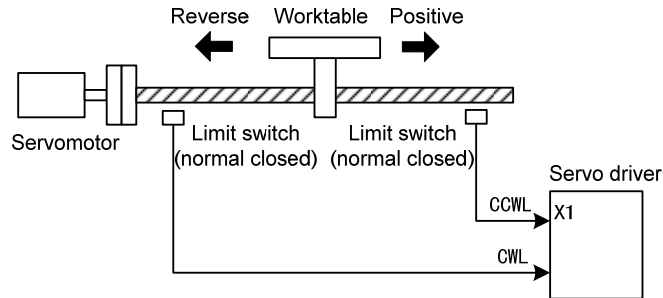 Reverse Worktable Positive
Servomotor
Limit switch
(normal closed)
Limit switch
(normal closed)
Servo driver
CCWL
X1
CWL